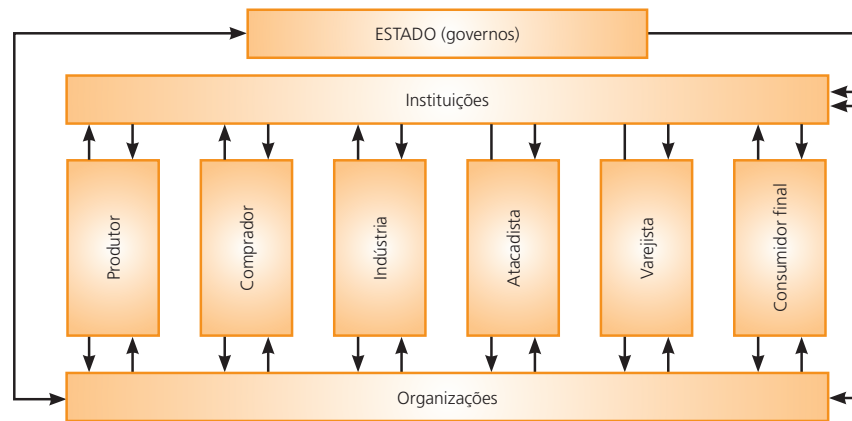 ESTADO (governos)
Instituições
Produtor
Comprador
Indústria
Atacadista
Varejista
Consumidor final
Organizações